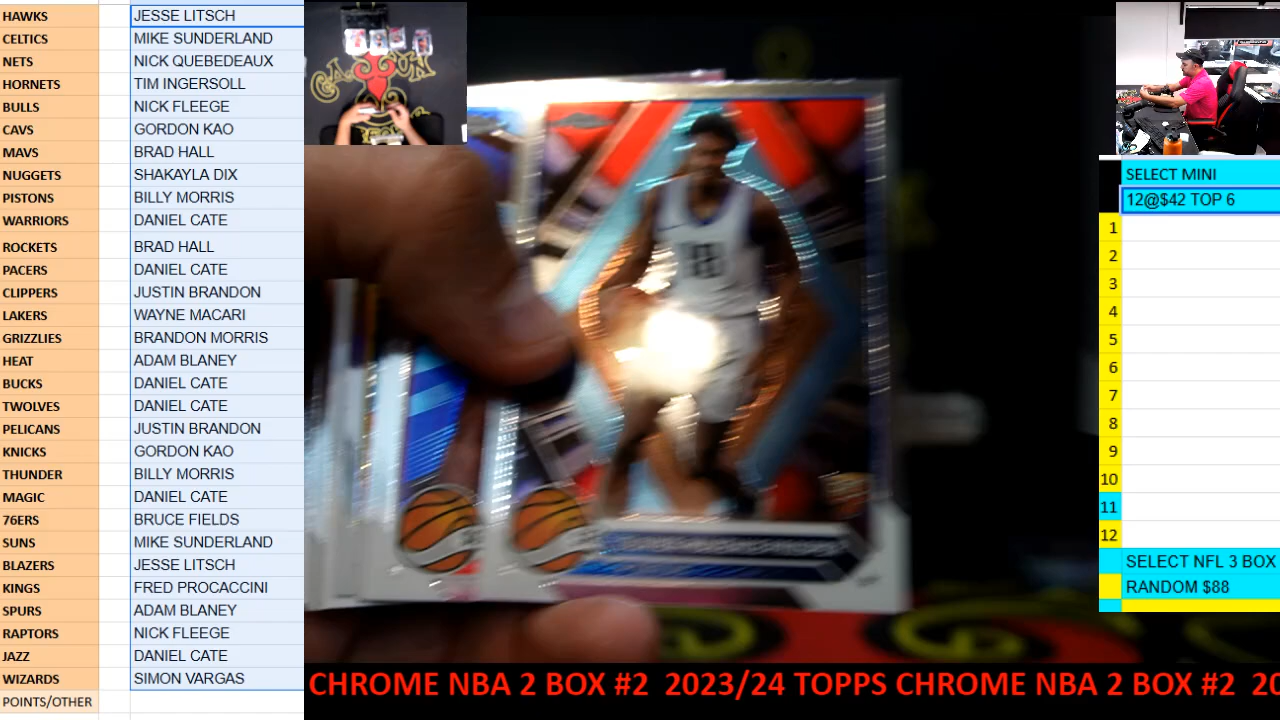 HAWKS JESSE LITSCH
CELTICS MIKE SUNDERLAND
NETS NICK QUEBEDEAUX
HORNETS TIM INGERSOLL
BULLS NICK FLEEGE
CAVS GORDON KAO
MAVS BRAD HALL
NUGGETS SHAKAYLA DIX
PISTONS BILLY MORRIS
WARRIORS DANIEL CATE
ROCKETS BRAD HALL
PACERS DANIEL CATE
CLIPPERS JUSTIN BRANDON
LAKERS WAYNE MACARI
GRIZZLIES BRANDON MORRIS
HEAT ADAM BLANEY
BUCKS DANIEL CATE
TWOLVES DANIEL CATE
PELICANS JUSTIN BRANDON
KNICKS GORDON KAO
THUNDER BILLY MORRIS
MAGIC DANIEL CATE
76ERS BRUCE FIELDS
SUNS MIKE SUNDERLAND
BLAZERS JESSE LITSCH
KINGS FRED PROCACCINI
SPURS ADAM BLANEY
RAPTORS NICK FLEEGE
JAZZ DANIEL CATE
WIZARDS SIMON VARGAS
POINTS/OTHER
SELECT MINI
12@$42 TOP 6
1
2
3
4
5
6
7
8
9
10
11
12
SELECT NFL 3 BOX
RANDOM $88
CHROME NBA 2 BOX #2 2023/24 TOPPS CHROME NBA 2 BOX #2 20